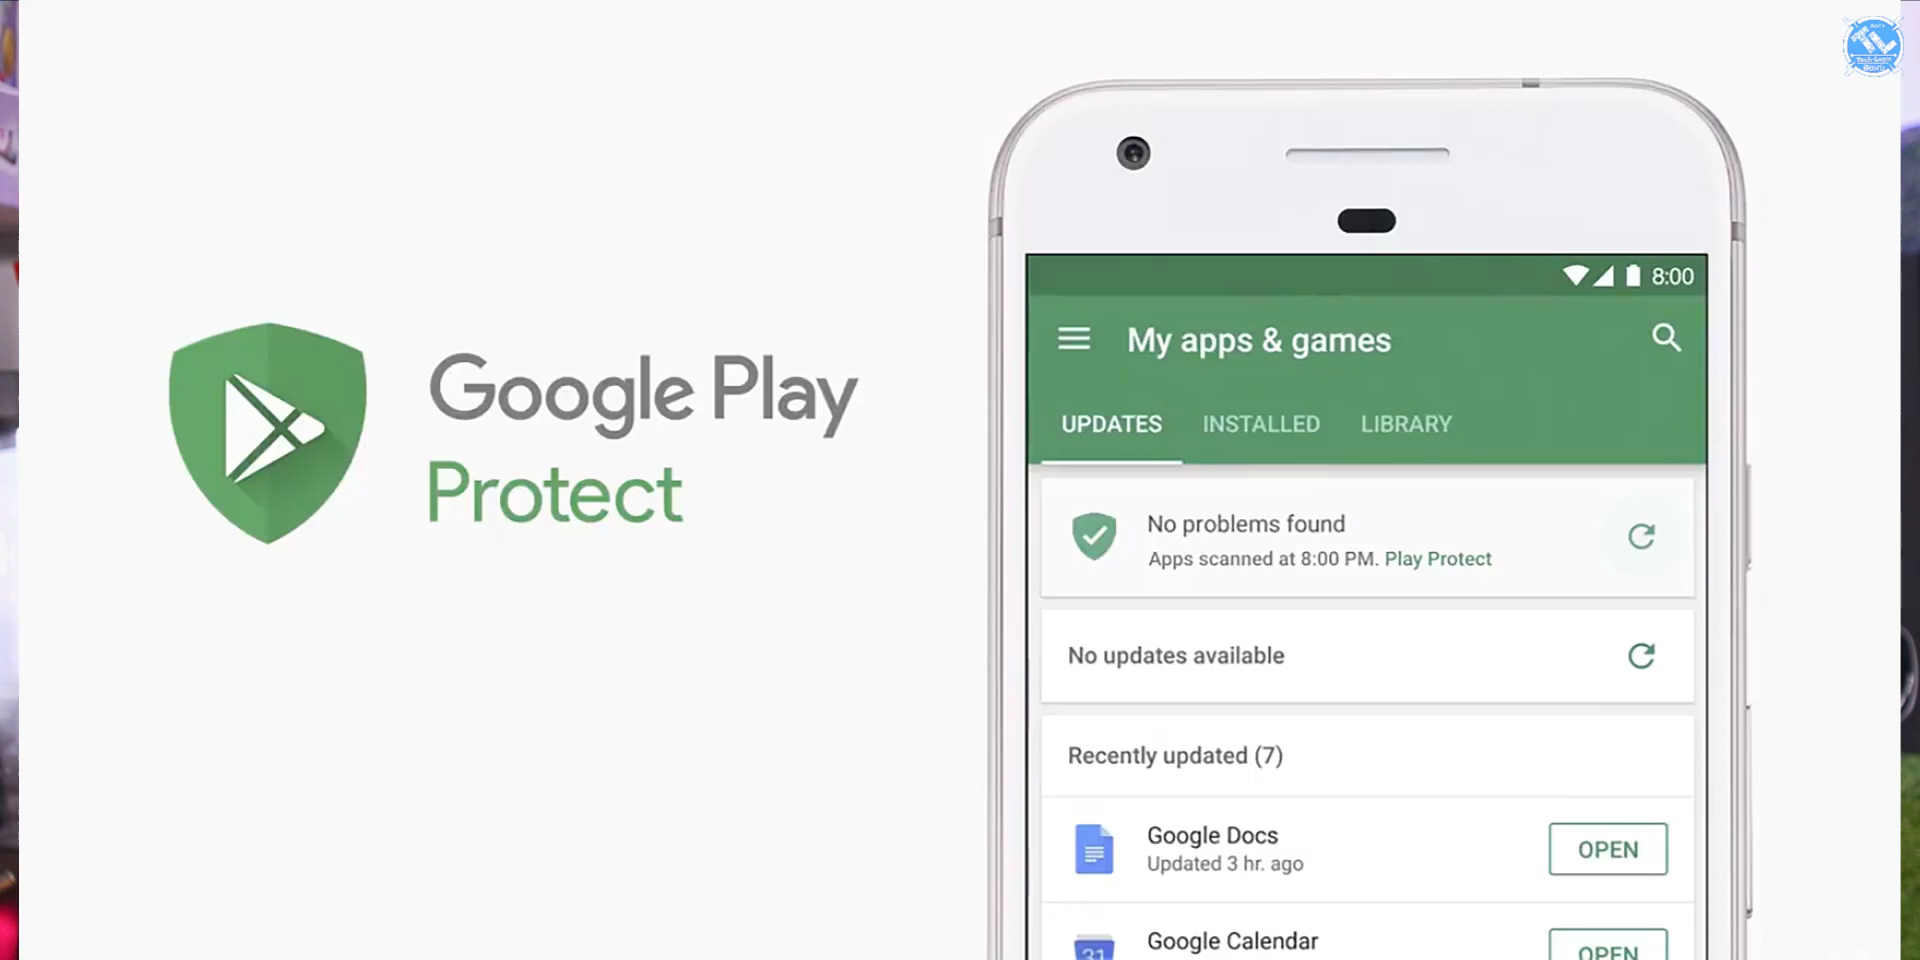 Google Play
Protect
8:00
My apps & games
UPDATES INSTALLED LIBRARY
No problems found
Apps scanned at 8:00 PM. Play Protect
No updates available
Recently updated (7)
Google Docs
Updated 3 hr. ago
OPEN
31
Google Calendar
OPEN